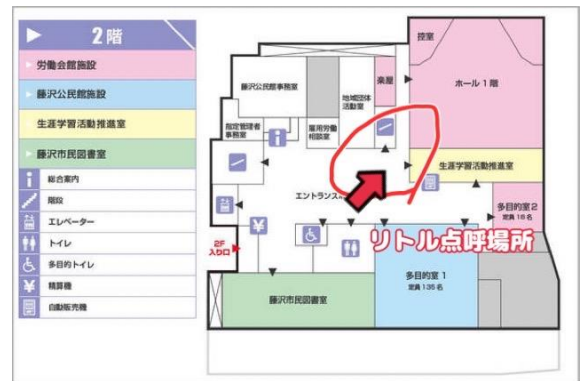 2階
労働会館施設
藤沢公民館施設
生涯学習活動推進室
藤沢市民図書室
総合案内
階段
エレベーター
トイレ
多目的トイレ
精算機
自動販売機
控室
ホール1階
楽屋
藤沢公民館事務室
地域団体
活動室
指定管理者
事務室
雇用労働
相談室
生涯学習活動推進室
エントランス
多目的室2
定員18名
リトル点呼場所
2F
入り口
多目的室1
定員135名
藤沢市民図書室